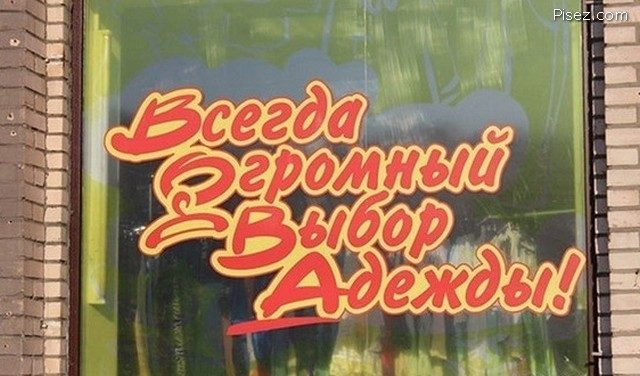 Pisez.com
Всегда
Огромный
Выбор
Адежды!